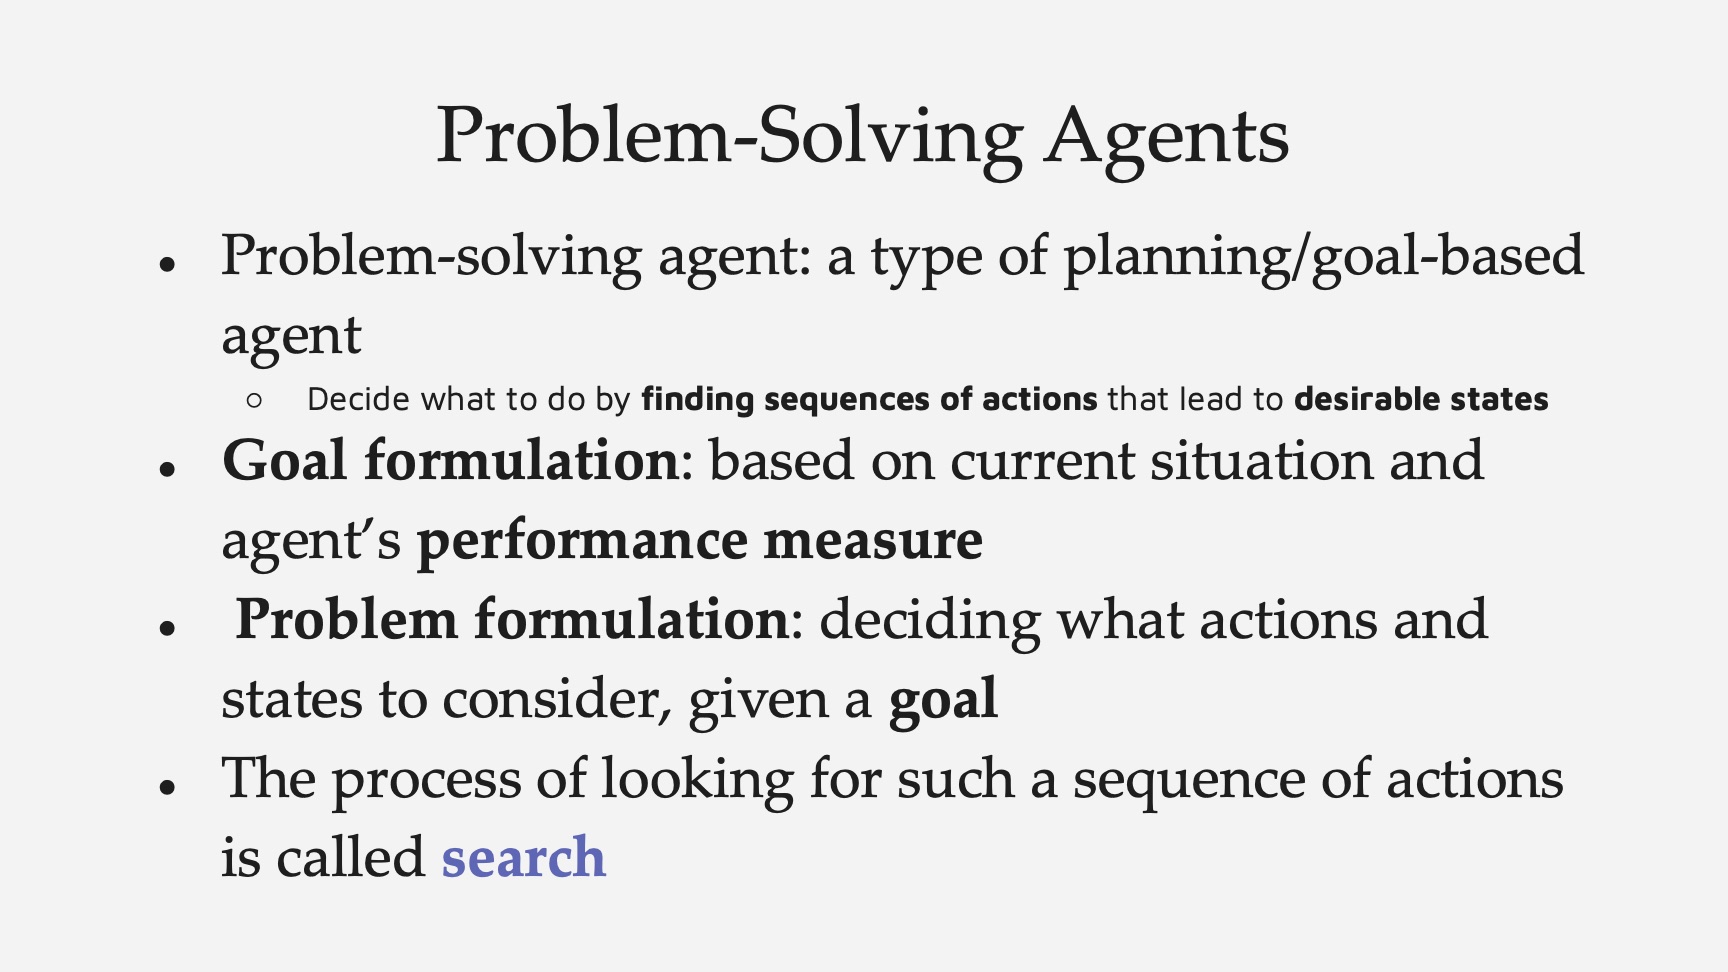 Problem-Solving Agents
• Problem-solving agent: a type of planning/goal-based
agent
○ Decide what to do by finding sequences of actions that lead to desirable states
• Goal formulation: based on current situation and
agent’s performance measure
• Problem formulation: deciding what actions and
states to consider, given a goal
• The process of looking for such a sequence of actions
is called search